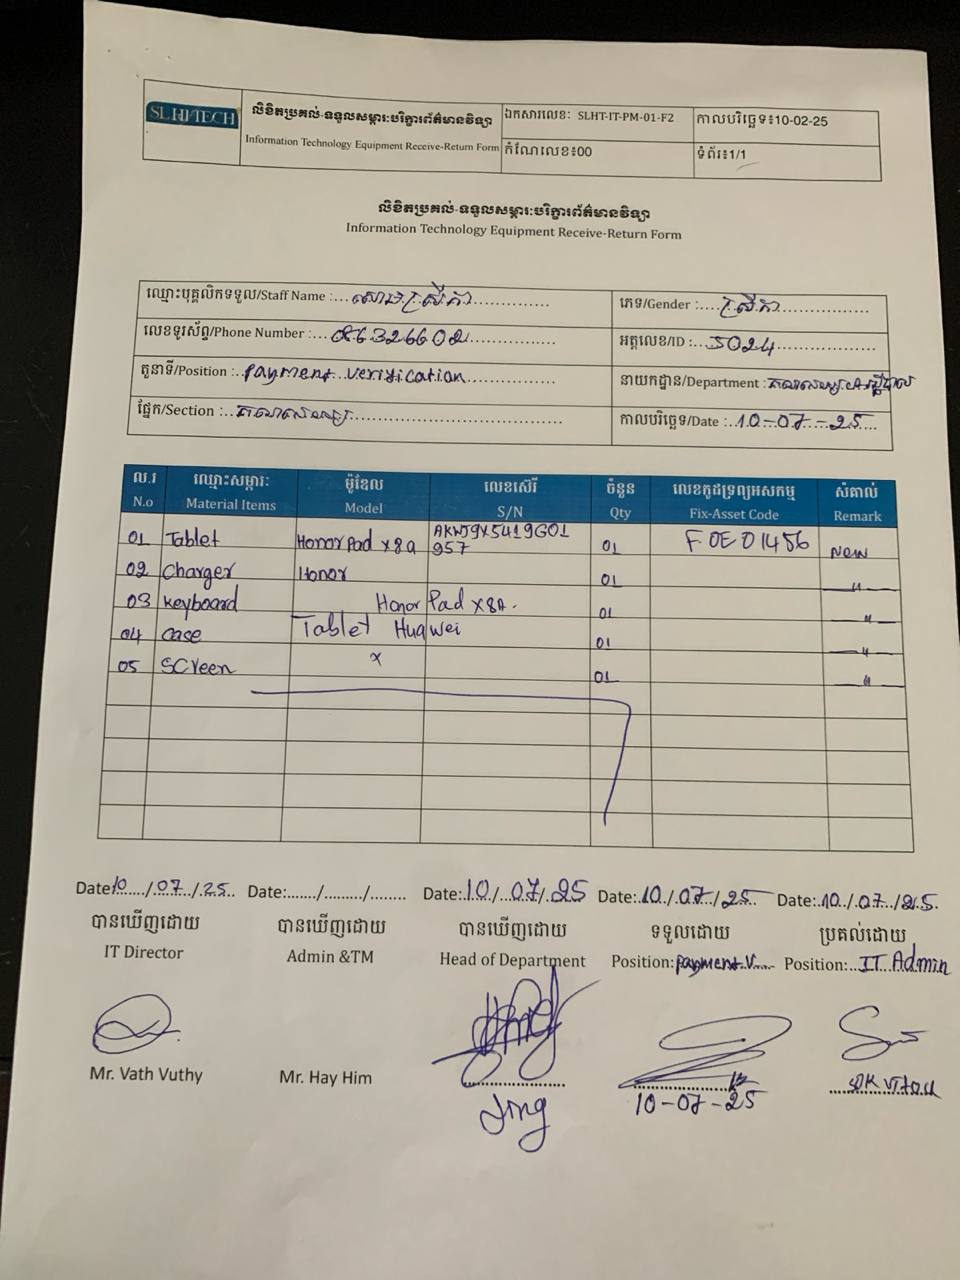 SL HI-TECH
លិខិតប្រគល់-ទទួលសម្ភារៈបរិក្ខារព័ត៌មានវិទ្យា
Information Technology Equipment Receive-Return Form
ឯកសារលេខៈ SLHT-IT-PM-01-F2
កាលបរិច្ឆេទ៖10-02-25
កំណែលេខ៖00
ទំព័រ៖1/1
លិខិតប្រគល់-ទទួលសម្ភារៈបរិក្ខារព័ត៌មានវិទ្យា
Information Technology Equipment Receive-Return Form
ឈ្មោះបុគ្គលិកទទួល/Staff Name :
ភេទ/Gender : ស្រី
លេខទូរស័ព្ទ/Phone Number : 086326602
អត្តលេខ/ID : 5024
តួនាទី/Position : Payment verification
នាយកដ្ឋាន/Department :
ផ្នែក/Section : គណនេយ្យ
កាលបរិច្ឆេទ/Date : 10-07-25
ល.រ ឈ្មោះសម្ភារៈ ម៉ូឌែល លេខស៊េរី ចំនួន លេខកូដទ្រព្យអសកម្ម សំគាល់
N.o Material Items Model S/N Qty Fix-Asset Code Remark
01 Tablet Honor Pad x8a AKWJ9X5419G01 957 01 FOE01456 New
02 Charger Honor 01 "
03 Keyboard Honor Pad x8A. 01 "
04 Case Tablet Huawei 01 "
05 SCreen x 01 "
Date 10/07/25 Date:....../........./........ Date:10/07/25 Date:10/07/25 Date:10/07/25
បានឃើញដោយ បានឃើញដោយ បានឃើញដោយ ទទួលដោយ ប្រគល់ដោយ
IT Director Admin &TM Head of Department Position: payment V Position: IT Admin
Mr. Vath Vuthy Mr. Hay Him
10-07-25